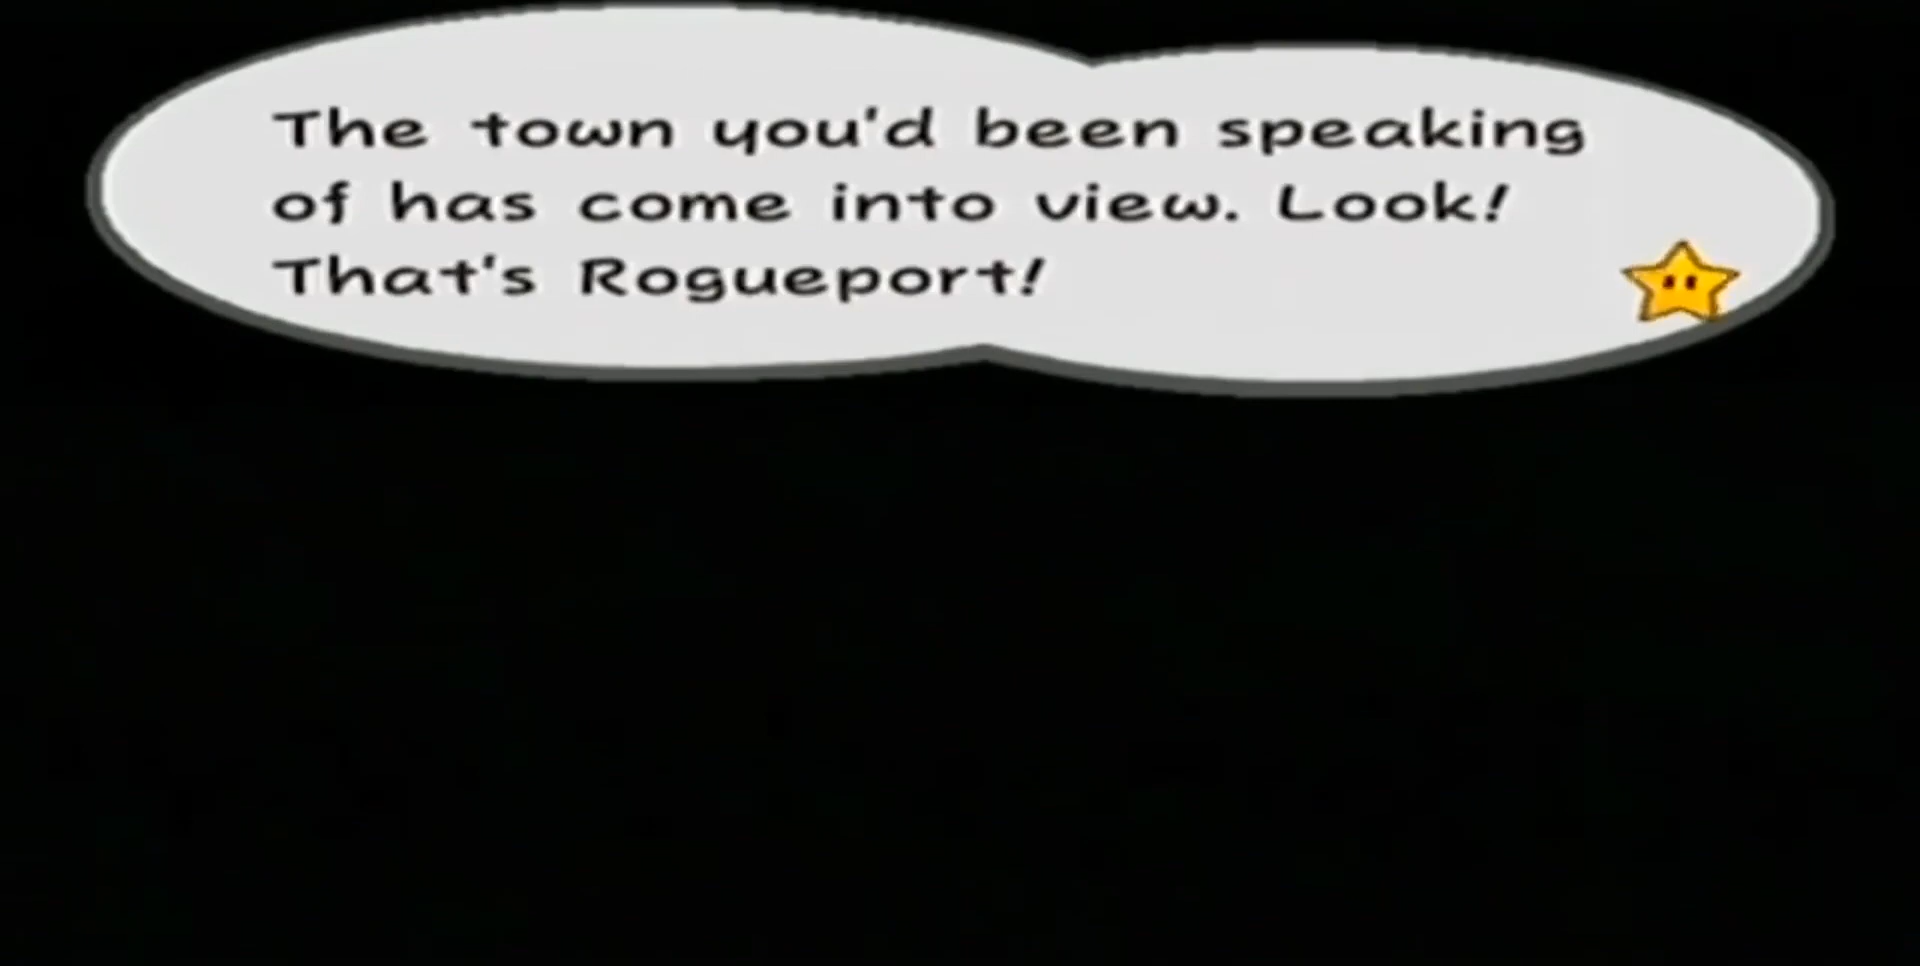 The town you'd been speaking
of has come into view. Look!
That's Rogueport!